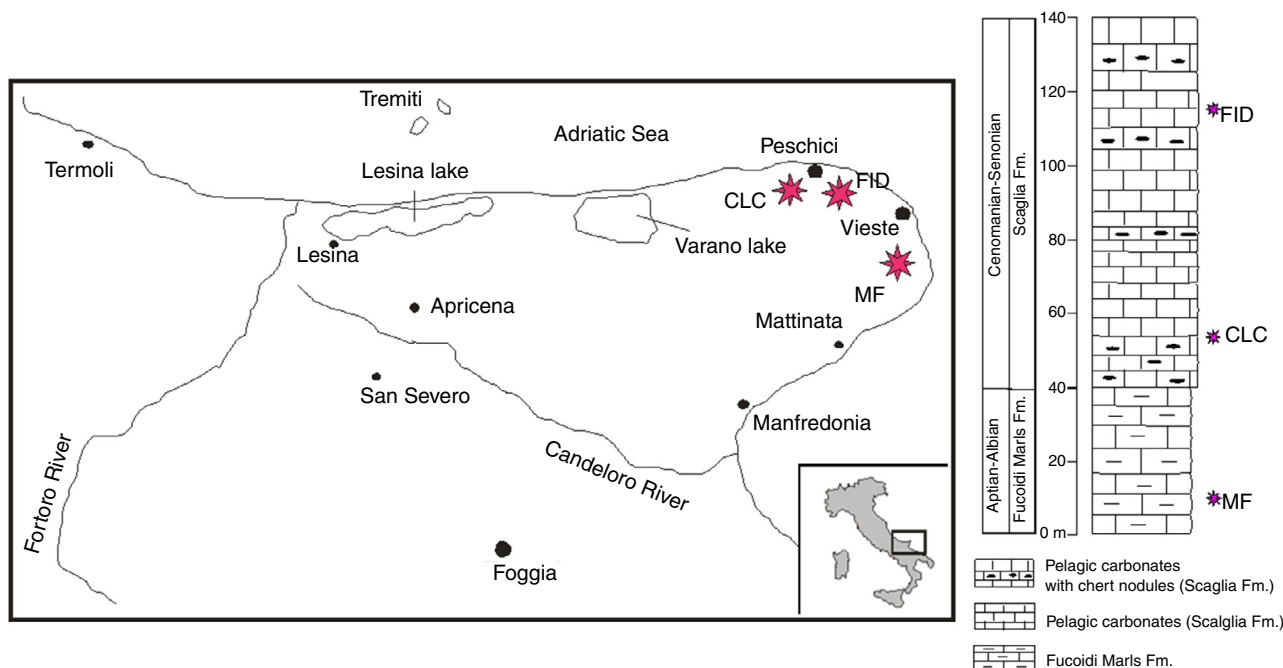 Tremiti
Adriatic Sea
Termoli
Peschici
Lesina lake
FID
CLC
Vieste
Varano lake
Lesina
MF
Apricena
Mattinata
San Severo
Manfredonia
Fortoro River
Candeloro River
Foggia
140
120
100
80
60
40
20
0 m
Cenomanian-Senonian
Scaglia Fm.
Aptian-Albian
Fucoidi Marls Fm.
FID
CLC
MF
Pelagic carbonates
with chert nodules (Scaglia Fm.)
Pelagic carbonates (Scalglia Fm.)
Fucoidi Marls Fm.